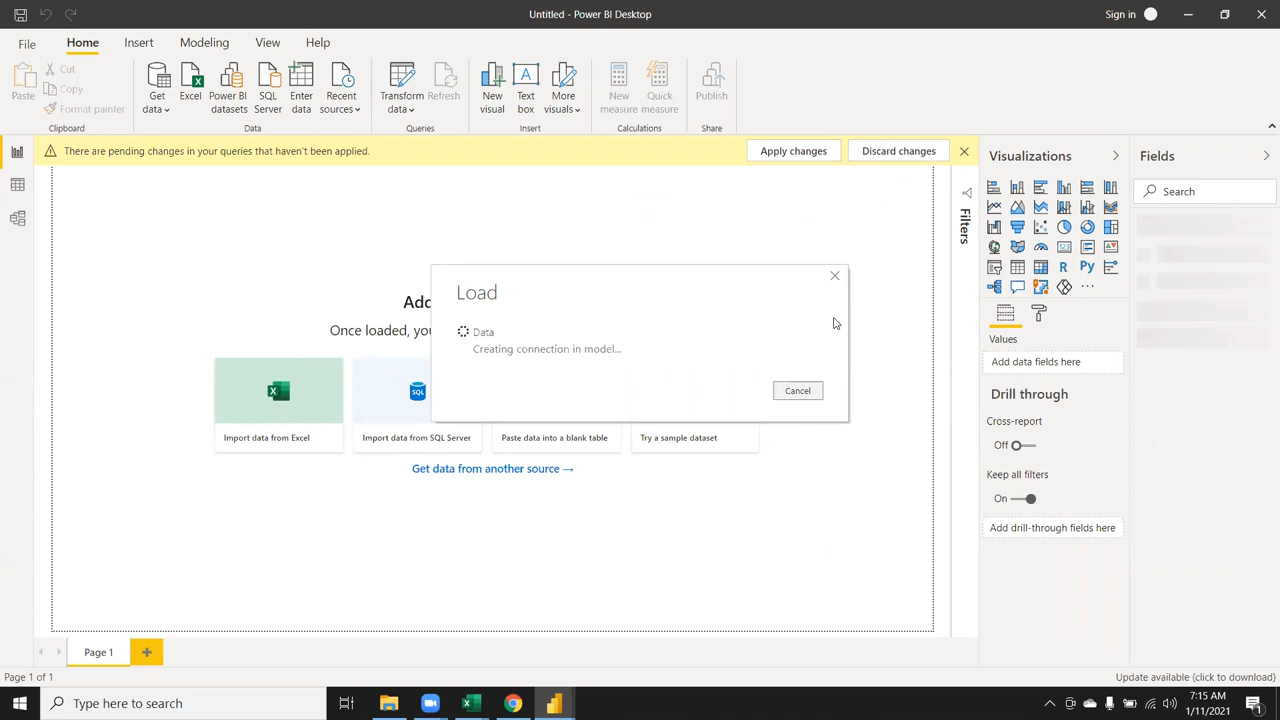 Untitled - Power BI Desktop
Sign in
File
Home
Insert
Modeling
View
Help
Paste
Cut
Copy
Format painter
Clipboard
Get data
Excel
Power BI datasets
SQL Server
Enter data
Recent sources
Data
Transform data
Refresh
Queries
New visual
Text box
More visuals
Insert
New measure
Quick measure
Calculations
Publish
Share
There are pending changes in your queries that haven't been applied.
Apply changes
Discard changes
Filters
Visualizations
Fields
Search
R
Py
Values
Add data fields here
Drill through
Cross-report
Off
Keep all filters
On
Add drill-through fields here
Add
Once loaded, you
Load
Data
Creating connection in model...
Cancel
SQL
Import data from Excel
Import data from SQL Server
Paste data into a blank table
Try a sample dataset
Get data from another source →
Page 1
Page 1 of 1
Update available (click to download)
Type here to search
7:15 AM
1/11/2021